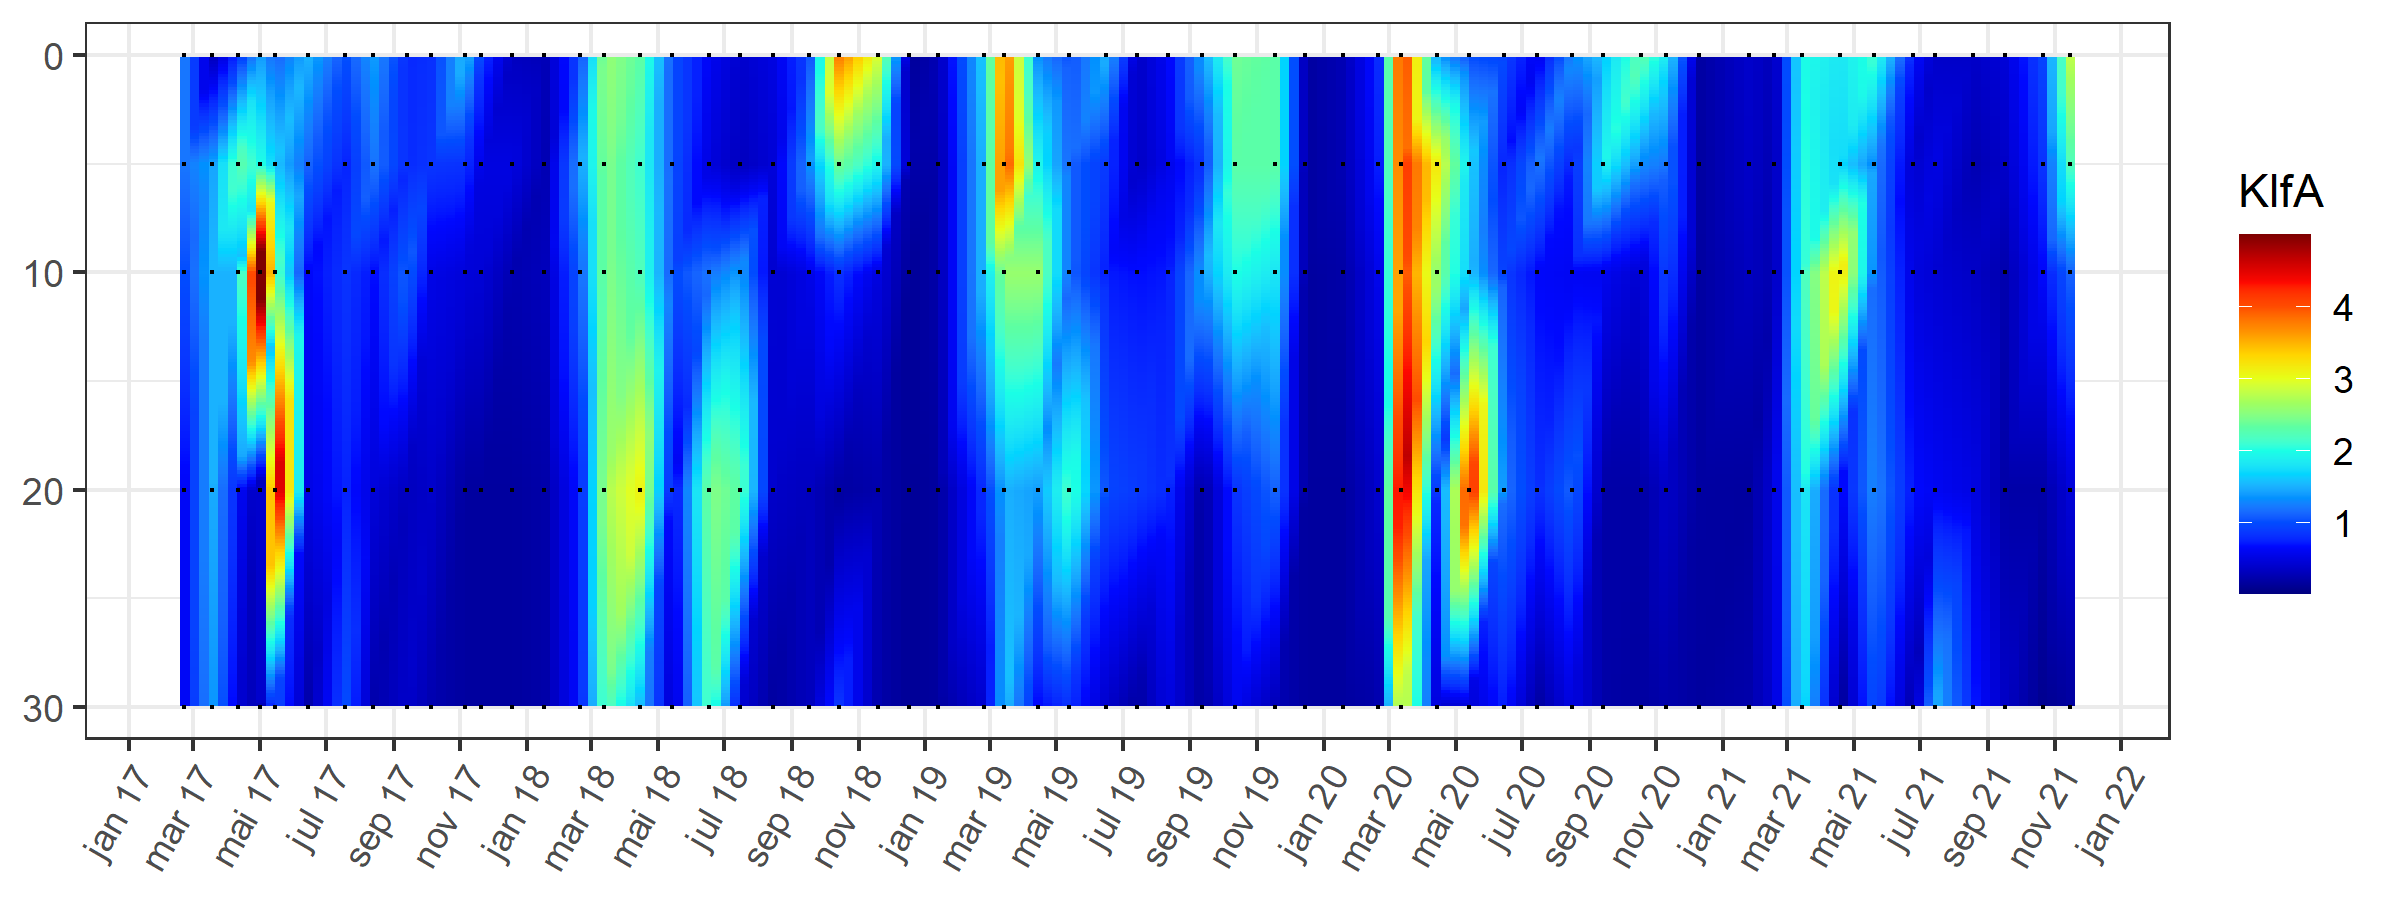 0
10
20
30
jan 17
mar 17
mai 17
jul 17
sep 17
nov 17
jan 18
mar 18
mai 18
jul 18
sep 18
nov 18
jan 19
mar 19
mai 19
jul 19
sep 19
nov 19
jan 20
mar 20
mai 20
jul 20
sep 20
nov 20
jan 21
mar 21
mai 21
jul 21
sep 21
nov 21
jan 22
KlfA
4
3
2
1